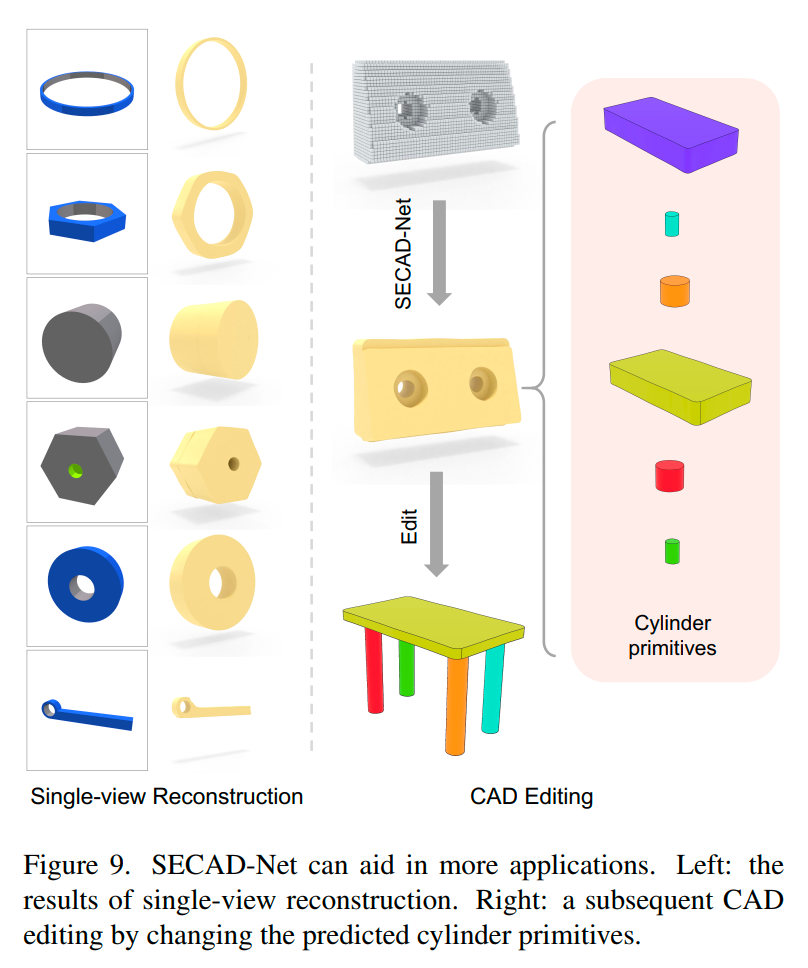 SECAD-Net
Edit
Cylinder
primitives
Single-view Reconstruction
CAD Editing
Figure 9. SECAD-Net can aid in more applications. Left: the
results of single-view reconstruction. Right: a subsequent CAD
editing by changing the predicted cylinder primitives.